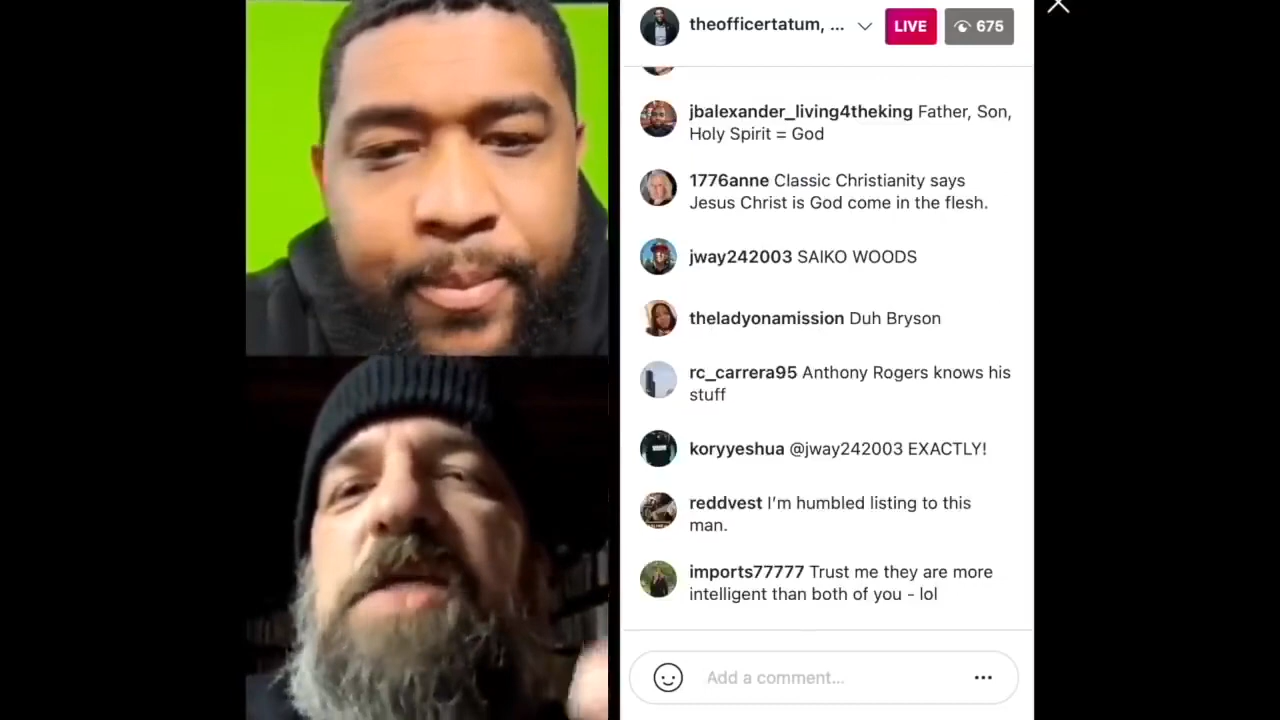 theofficertatum, ...
LIVE
675
jbalexander_living4theking Father, Son,
Holy Spirit = God
1776anne Classic Christianity says
Jesus Christ is God come in the flesh.
jway242003 SAIKO WOODS
theladyonamission Duh Bryson
rc_carrera95 Anthony Rogers knows his
stuff
koryyeshua @jway242003 EXACTLY!
reddvest I'm humbled listing to this
man.
imports77777 Trust me they are more
intelligent than both of you - lol
Add a comment...